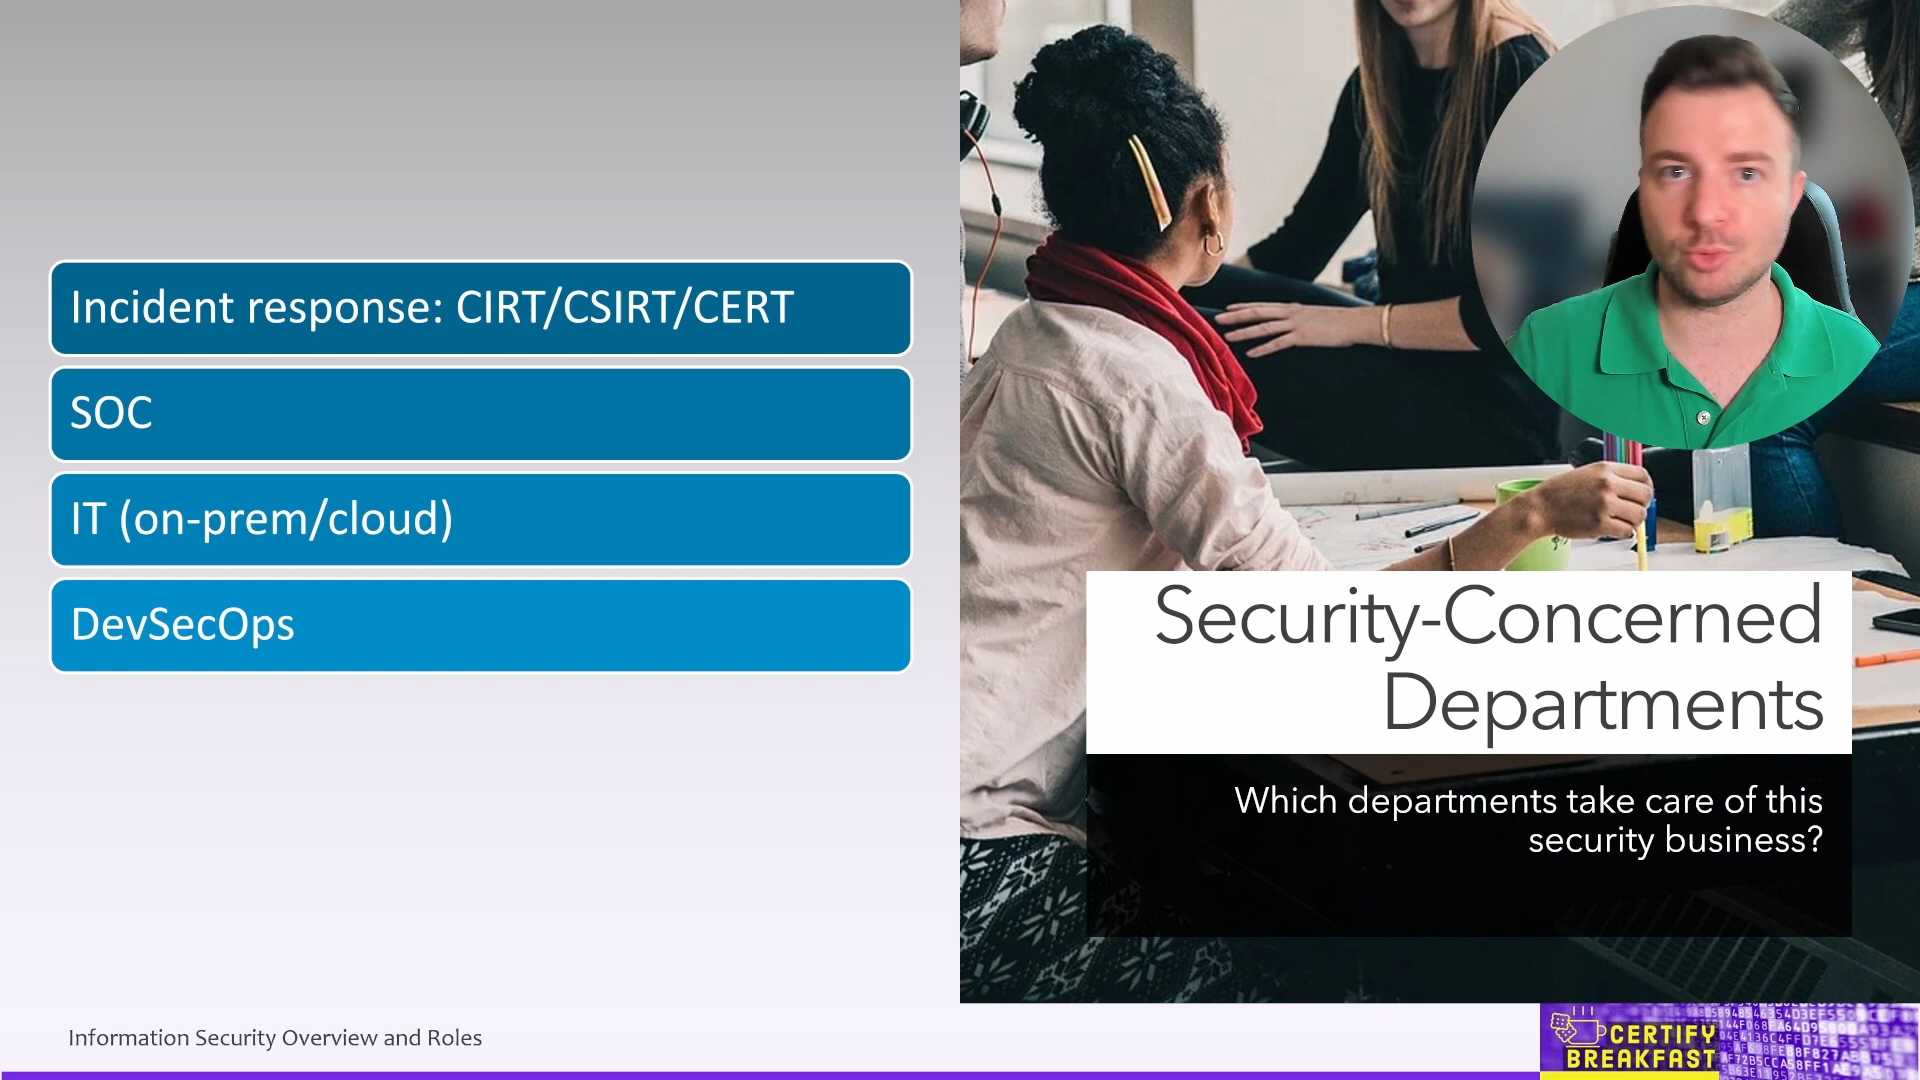 Incident response: CIRT/CSIRT/CERT
SOC
IT (on-prem/cloud)
DevSecOps
Security-Concerned
Departments
Which departments take care of this
security business?
Information Security Overview and Roles
CERTIFY
BREAKFAST